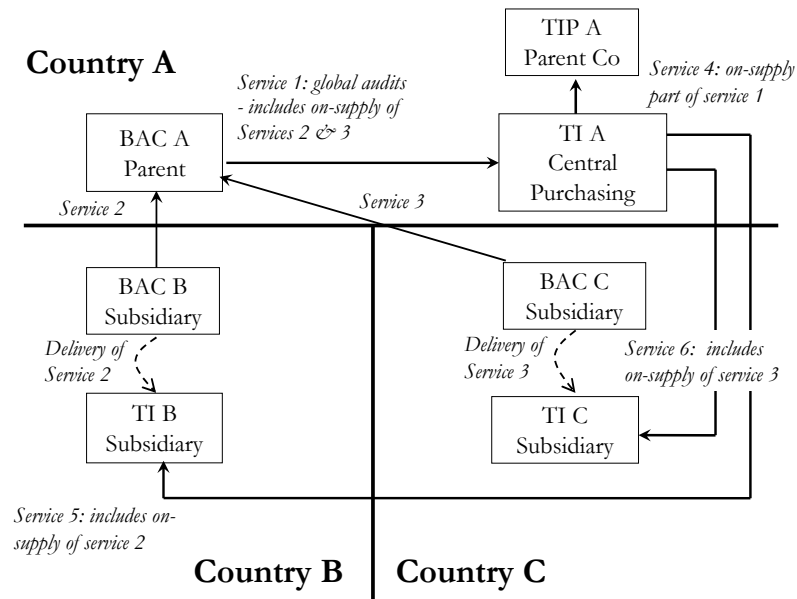 Country A
TIP A
Parent Co
Service 1: global audits
- includes on-supply of
Services 2 & 3
Service 4: on-supply
part of service 1
BAC A
Parent
TI A
Central
Purchasing
Service 2
Service 3
BAC B
Subsidiary
BAC C
Subsidiary
Delivery of
Service 2
Delivery of
Service 3
Service 6:  includes
on-supply of service 3
TI B
Subsidiary
TI C
Subsidiary
Service 5: includes on-
supply of service 2
Country B
Country C